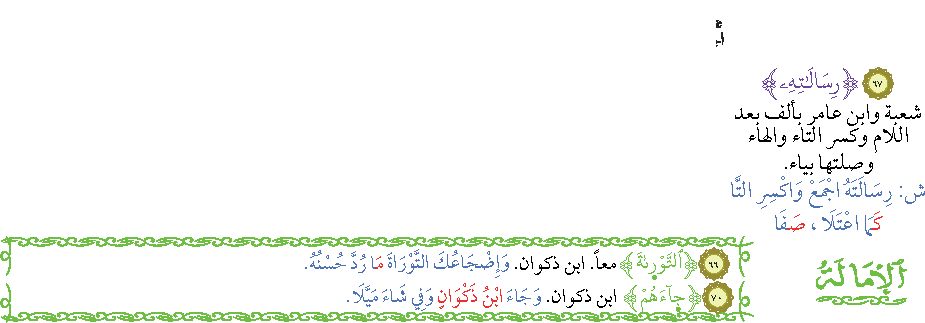 ٦٧ ﴿رِسَالَـٰتِهِۦ﴾
شعبة وابن عامر بألف بعد
اللام وكسر التاء والهاء
وصلتها بياء.
ش: رِسَالَتَهُ اجْمَعْ وَاكْسِرِ التَّا
كَمَا اعْتَلَا ، صَفَا
ٱلْإِمَالَةُ
٦٦ ﴿ٱلتَّوْرَىٰةَ﴾ معاً. ابن ذكوان. وَإِضْجَاعُكَ التَّوْرَاةَ مَا رُدَّ حُسْنُهُ.
٧٠ ﴿جَآءَهُمْ﴾ ابن ذكوان. وَجَاءَ ابْنُ ذَكْوَانٍ وَفِي شَاءَ مَيَّلَا.